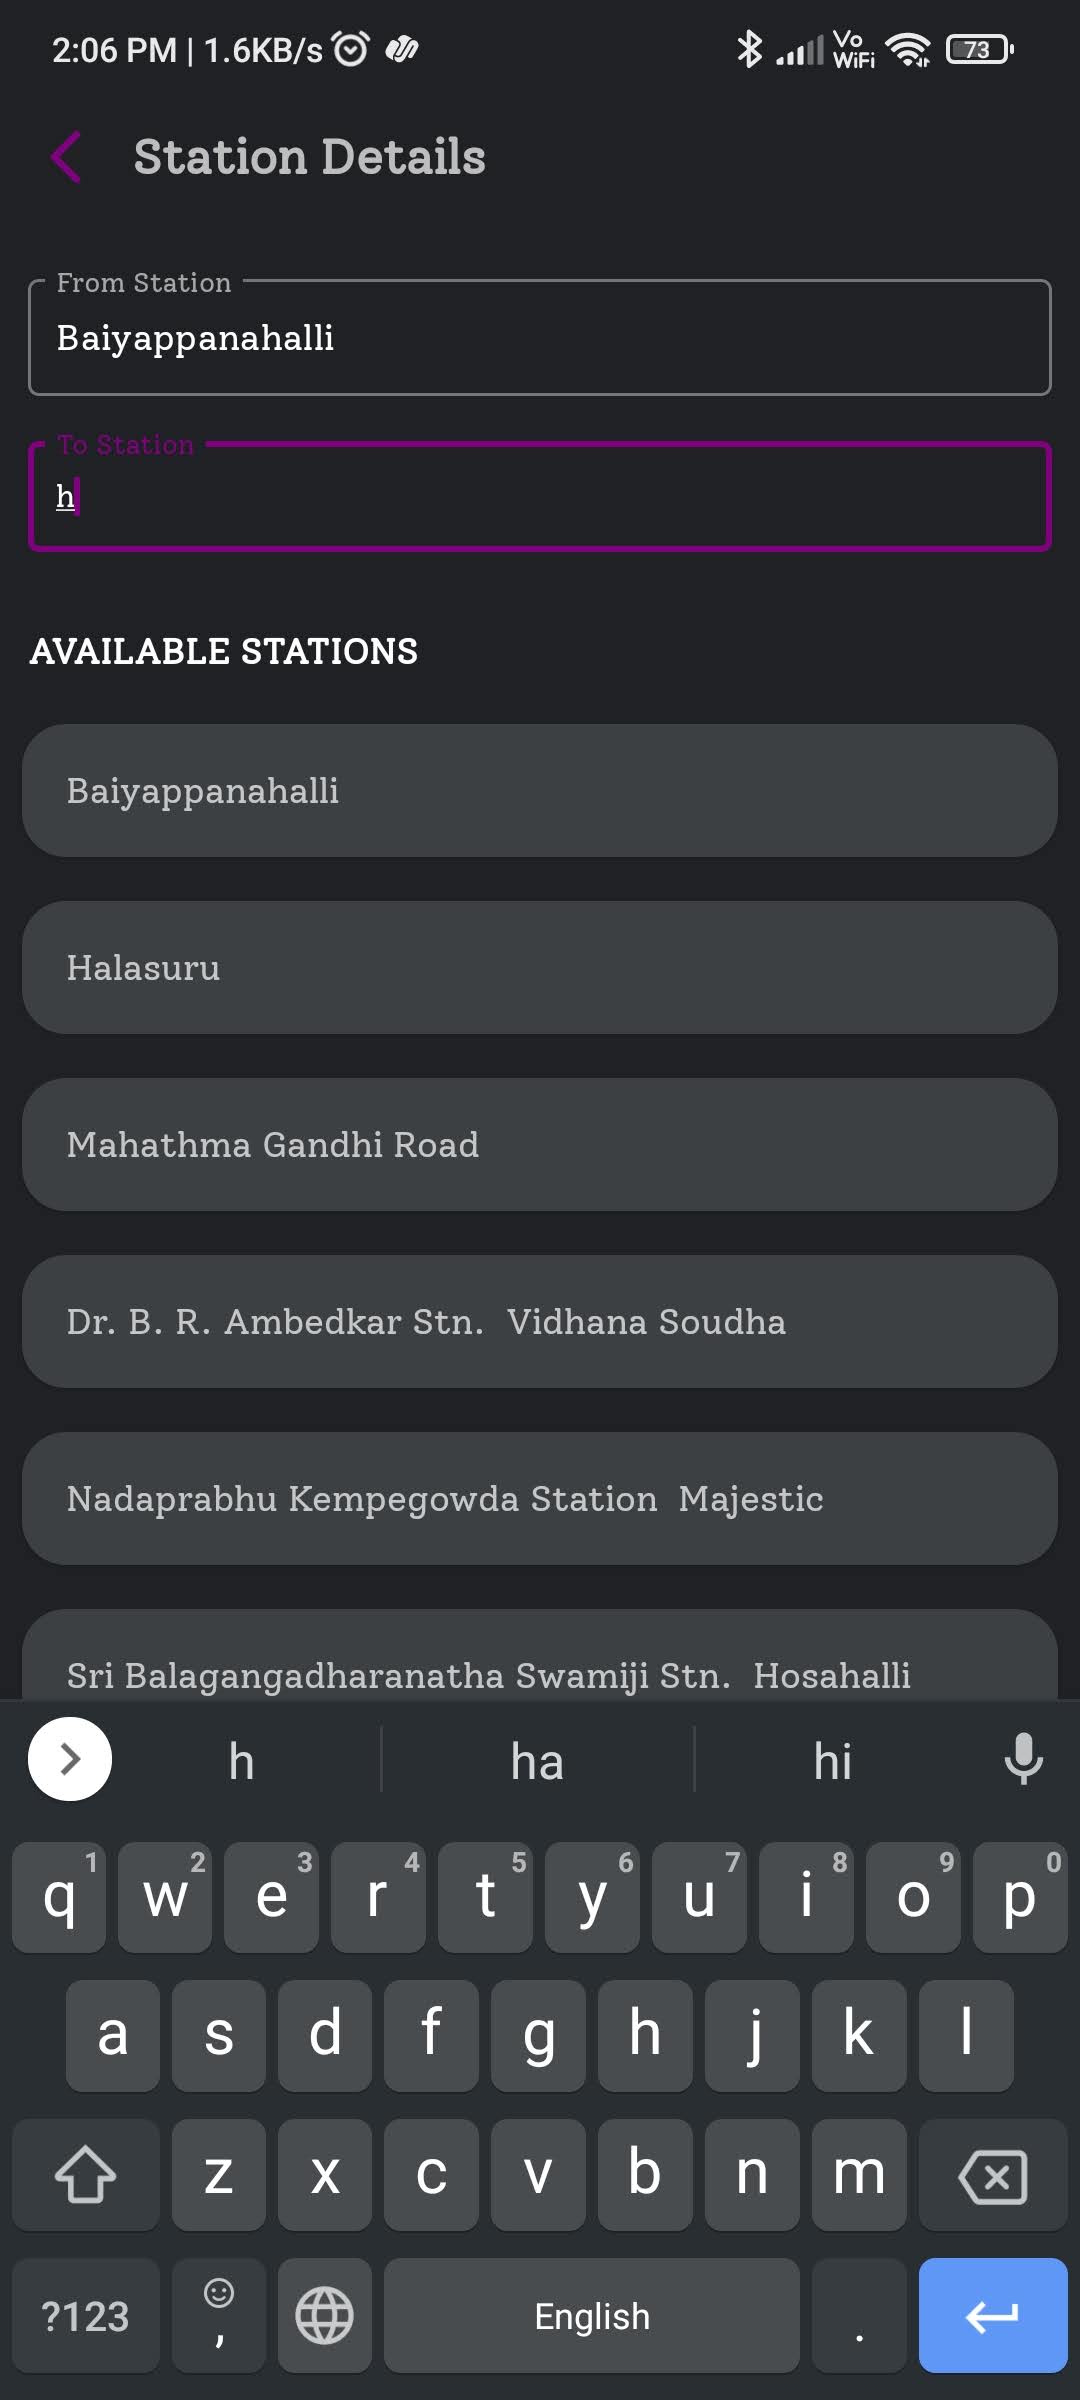 2:06 PM | 1.6KB/s Vo WiFi 73
Station Details
From Station
Baiyappanahalli
To Station
h
AVAILABLE STATIONS
Baiyappanahalli
Halasuru
Mahathma Gandhi Road
Dr. B. R. Ambedkar Stn.  Vidhana Soudha
Nadaprabhu Kempegowda Station  Majestic
Sri Balagangadharanatha Swamiji Stn.  Hosahalli
h ha hi
q 1 w 2 e 3 r 4 t 5 y 6 u 7 i 8 o 9 p 0
a s d f g h j k l
z x c v b n m
?123 , English .